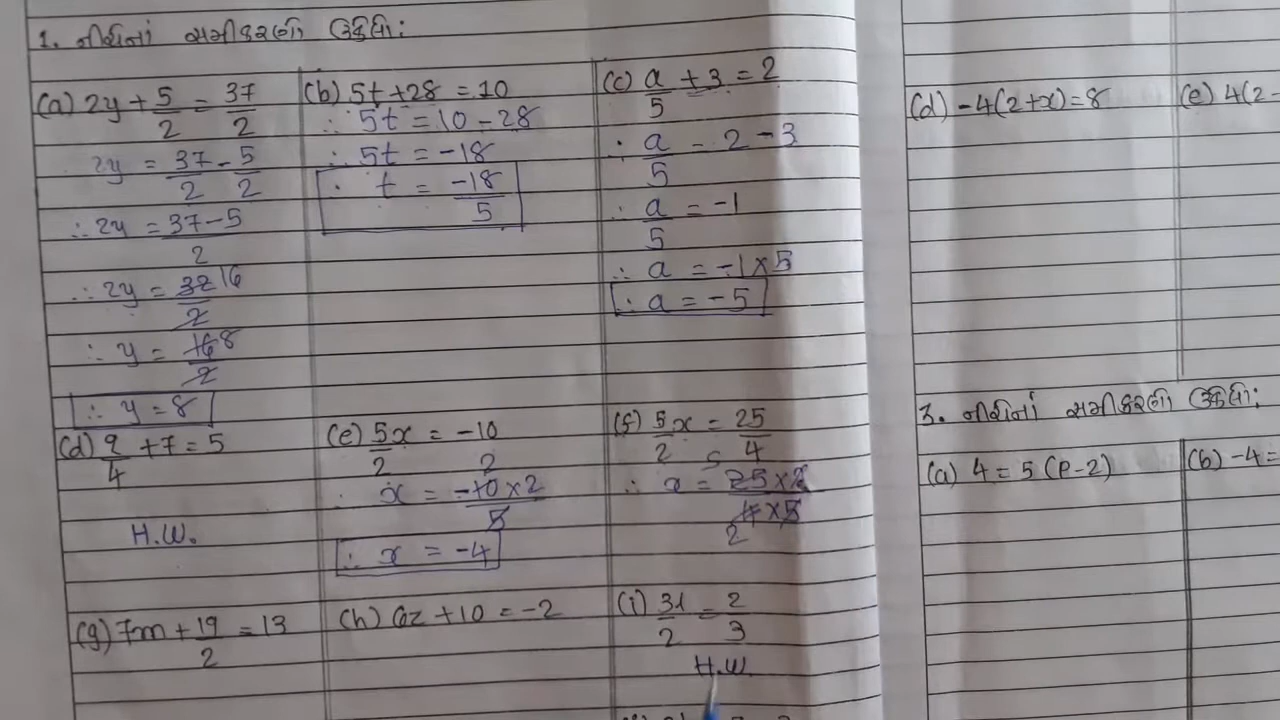 1. નીચેનાં સમીકરણો ઉકેલો:
(a) 2y + 5/2 = 37/2
2y = 37/2 - 5/2
∴ 2y = 37-5/2
∴ 2y = 32/2 16
∴ y = 16/2 8
∴ y = 8
(b) 5t + 28 = 10
∴ 5t = 10 - 28
∴ 5t = -18
∴ t = -18/5
(c) a/5 + 3 = 2
∴ a/5 = 2 - 3
∴ a/5 = -1
∴ a = -1 × 5
∴ a = -5
(d) q/4 + 7 = 5
H.W.
(e) 5x/2 = -10/2
∴ x = -10×2/5
∴ x = -4
(f) 5/2 x = 25/4
∴ x = 25×2/4×5
5
2
(g) 7m + 19/2 = 13
(h) 6z + 10 = -2
(i) 3l/2 = 2/3
H.W.
(d) -4(2+x) = 8
(e) 4(2-
3. નીચેનાં સમીકરણો ઉકેલો:
(a) 4 = 5(p-2)
(b) -4 =